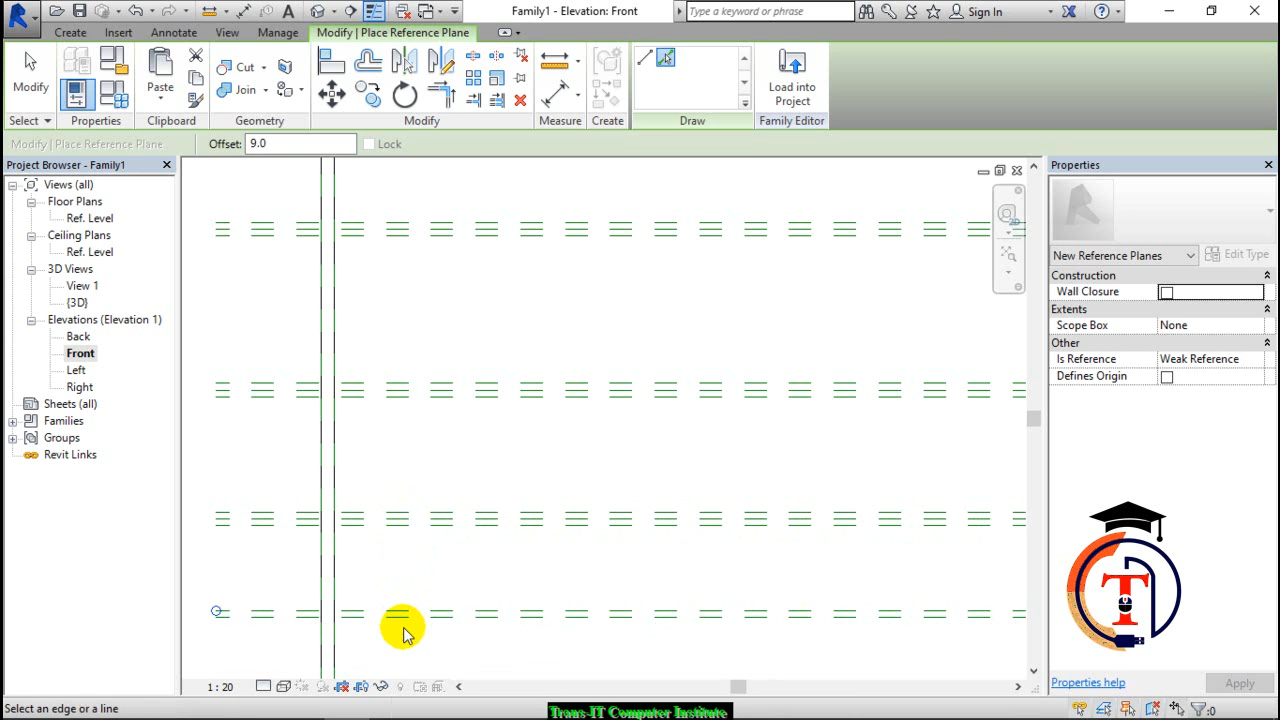 Family1 - Elevation: Front
Type a keyword or phrase
Sign In
Create
Insert
Annotate
View
Manage
Modify | Place Reference Plane
Modify
Paste
Cut
Join
Load into
Project
Select
Properties
Clipboard
Geometry
Modify
Measure
Create
Draw
Family Editor
Modify | Place Reference Plane
Offset: 9.0
Lock
Project Browser - Family1
Views (all)
Floor Plans
Ref. Level
Ceiling Plans
Ref. Level
3D Views
View 1
{3D}
Elevations (Elevation 1)
Back
Front
Left
Right
Sheets (all)
Families
Groups
Revit Links
2D
Properties
New Reference Planes
Edit Type
Construction
Wall Closure
Extents
Scope Box None
Other
Is Reference Weak Reference
Defines Origin
T
Properties help
Apply
1 : 20
Select an edge or a line
Trans-IT Computer Institute
:0